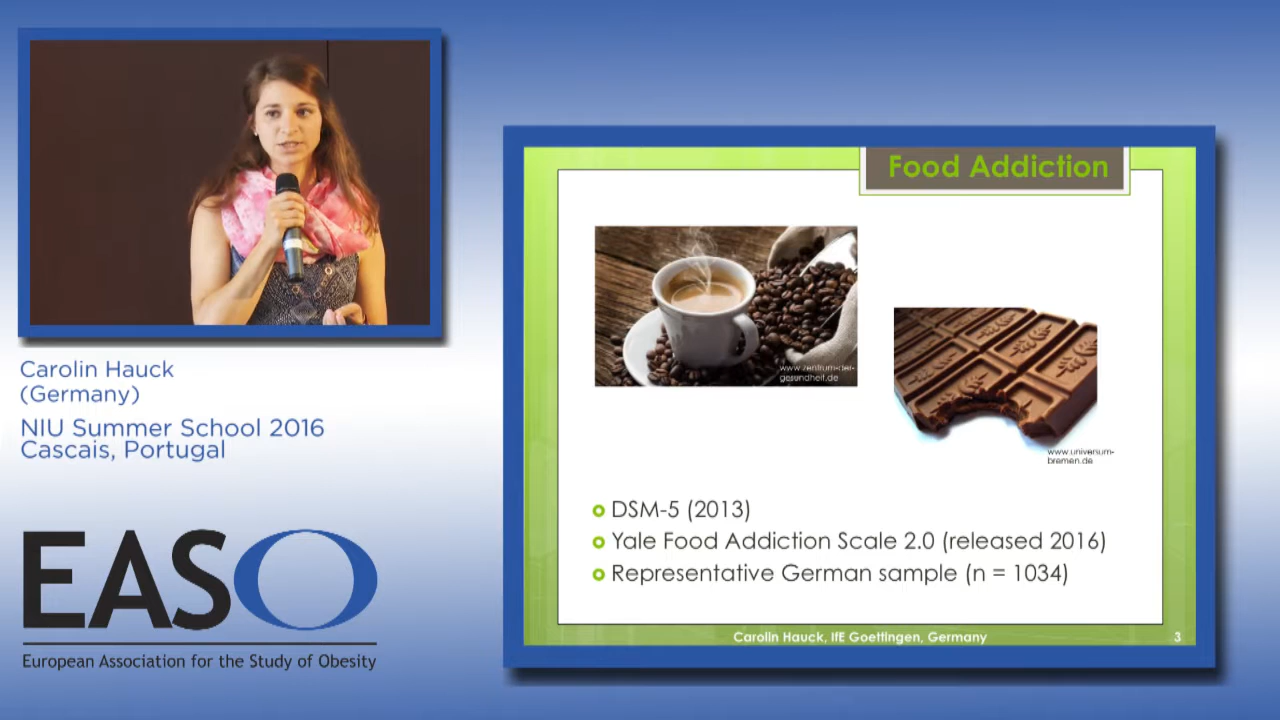 Carolin Hauck
(Germany)
NIU Summer School 2016
Cascais, Portugal
EASO
European Association for the Study of Obesity
Food Addiction
www.zentrum-der-
gesundheit.de
www.univerum-
bremen.de
DSM-5 (2013)
Yale Food Addiction Scale 2.0 (released 2016)
Representative German sample (n = 1034)
Carolin Hauck, IfE Goettingen, Germany
3